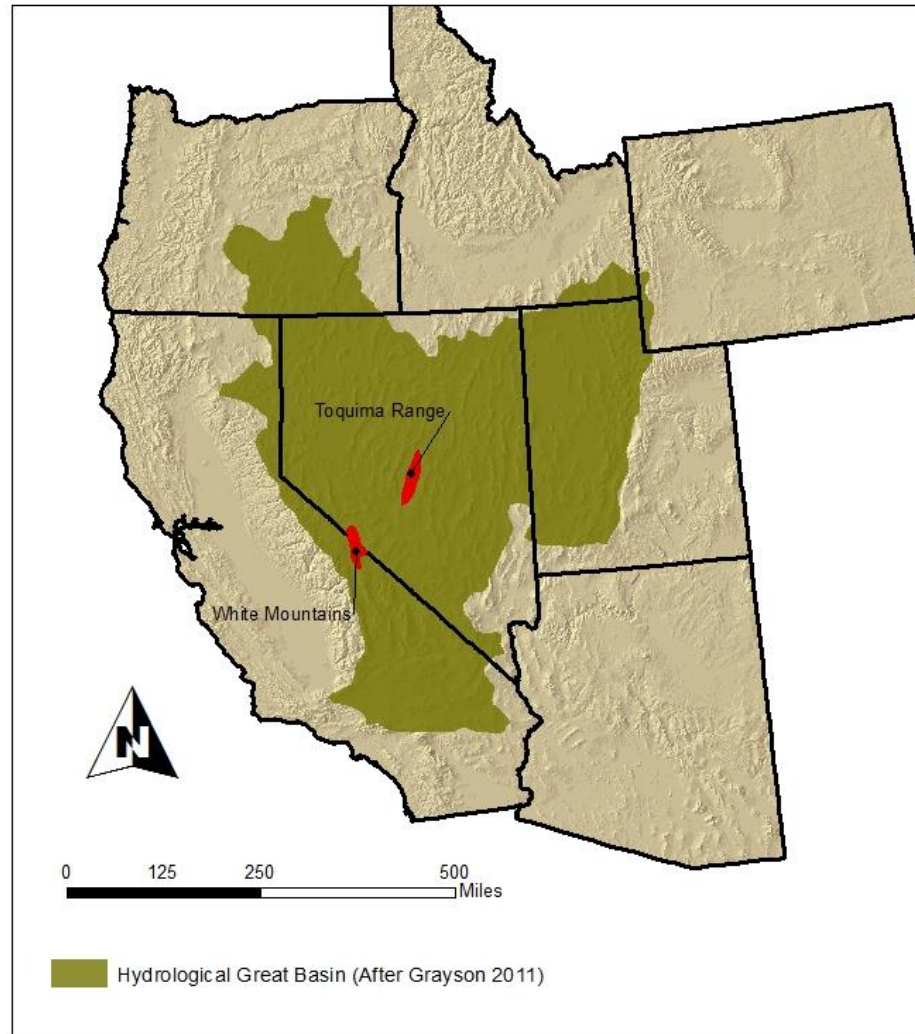 Toquima Range
White Mountains
N
0 125 250 500
Miles
Hydrological Great Basin (After Grayson 2011)